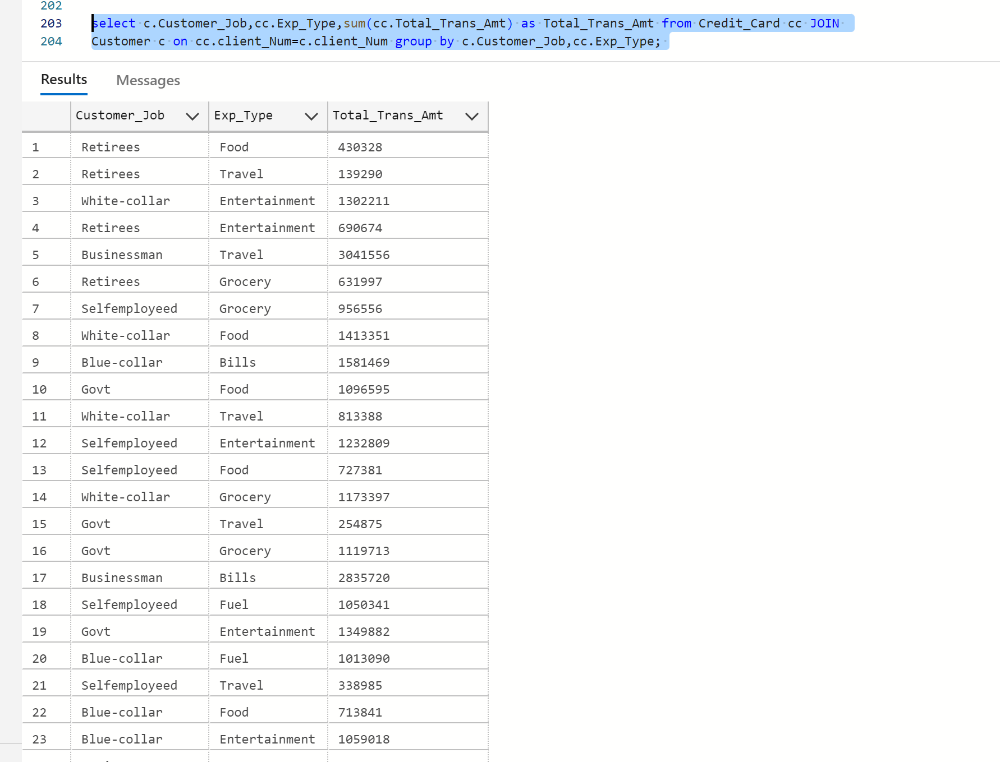 202
203 select c.Customer_Job,cc.Exp_Type,sum(cc.Total_Trans_Amt) as Total_Trans_Amt from Credit_Card cc JOIN
204 Customer c on cc.client_Num=c.client_Num group by c.Customer_Job,cc.Exp_Type;
Results Messages
Customer_Job Exp_Type Total_Trans_Amt
1 Retirees Food 430328
2 Retirees Travel 139290
3 White-collar Entertainment 1302211
4 Retirees Entertainment 690674
5 Businessman Travel 3041556
6 Retirees Grocery 631997
7 Selfemployeed Grocery 956556
8 White-collar Food 1413351
9 Blue-collar Bills 1581469
10 Govt Food 1096595
11 White-collar Travel 813388
12 Selfemployeed Entertainment 1232809
13 Selfemployeed Food 727381
14 White-collar Grocery 1173397
15 Govt Travel 254875
16 Govt Grocery 1119713
17 Businessman Bills 2835720
18 Selfemployeed Fuel 1050341
19 Govt Entertainment 1349882
20 Blue-collar Fuel 1013090
21 Selfemployeed Travel 338985
22 Blue-collar Food 713841
23 Blue-collar Entertainment 1059018